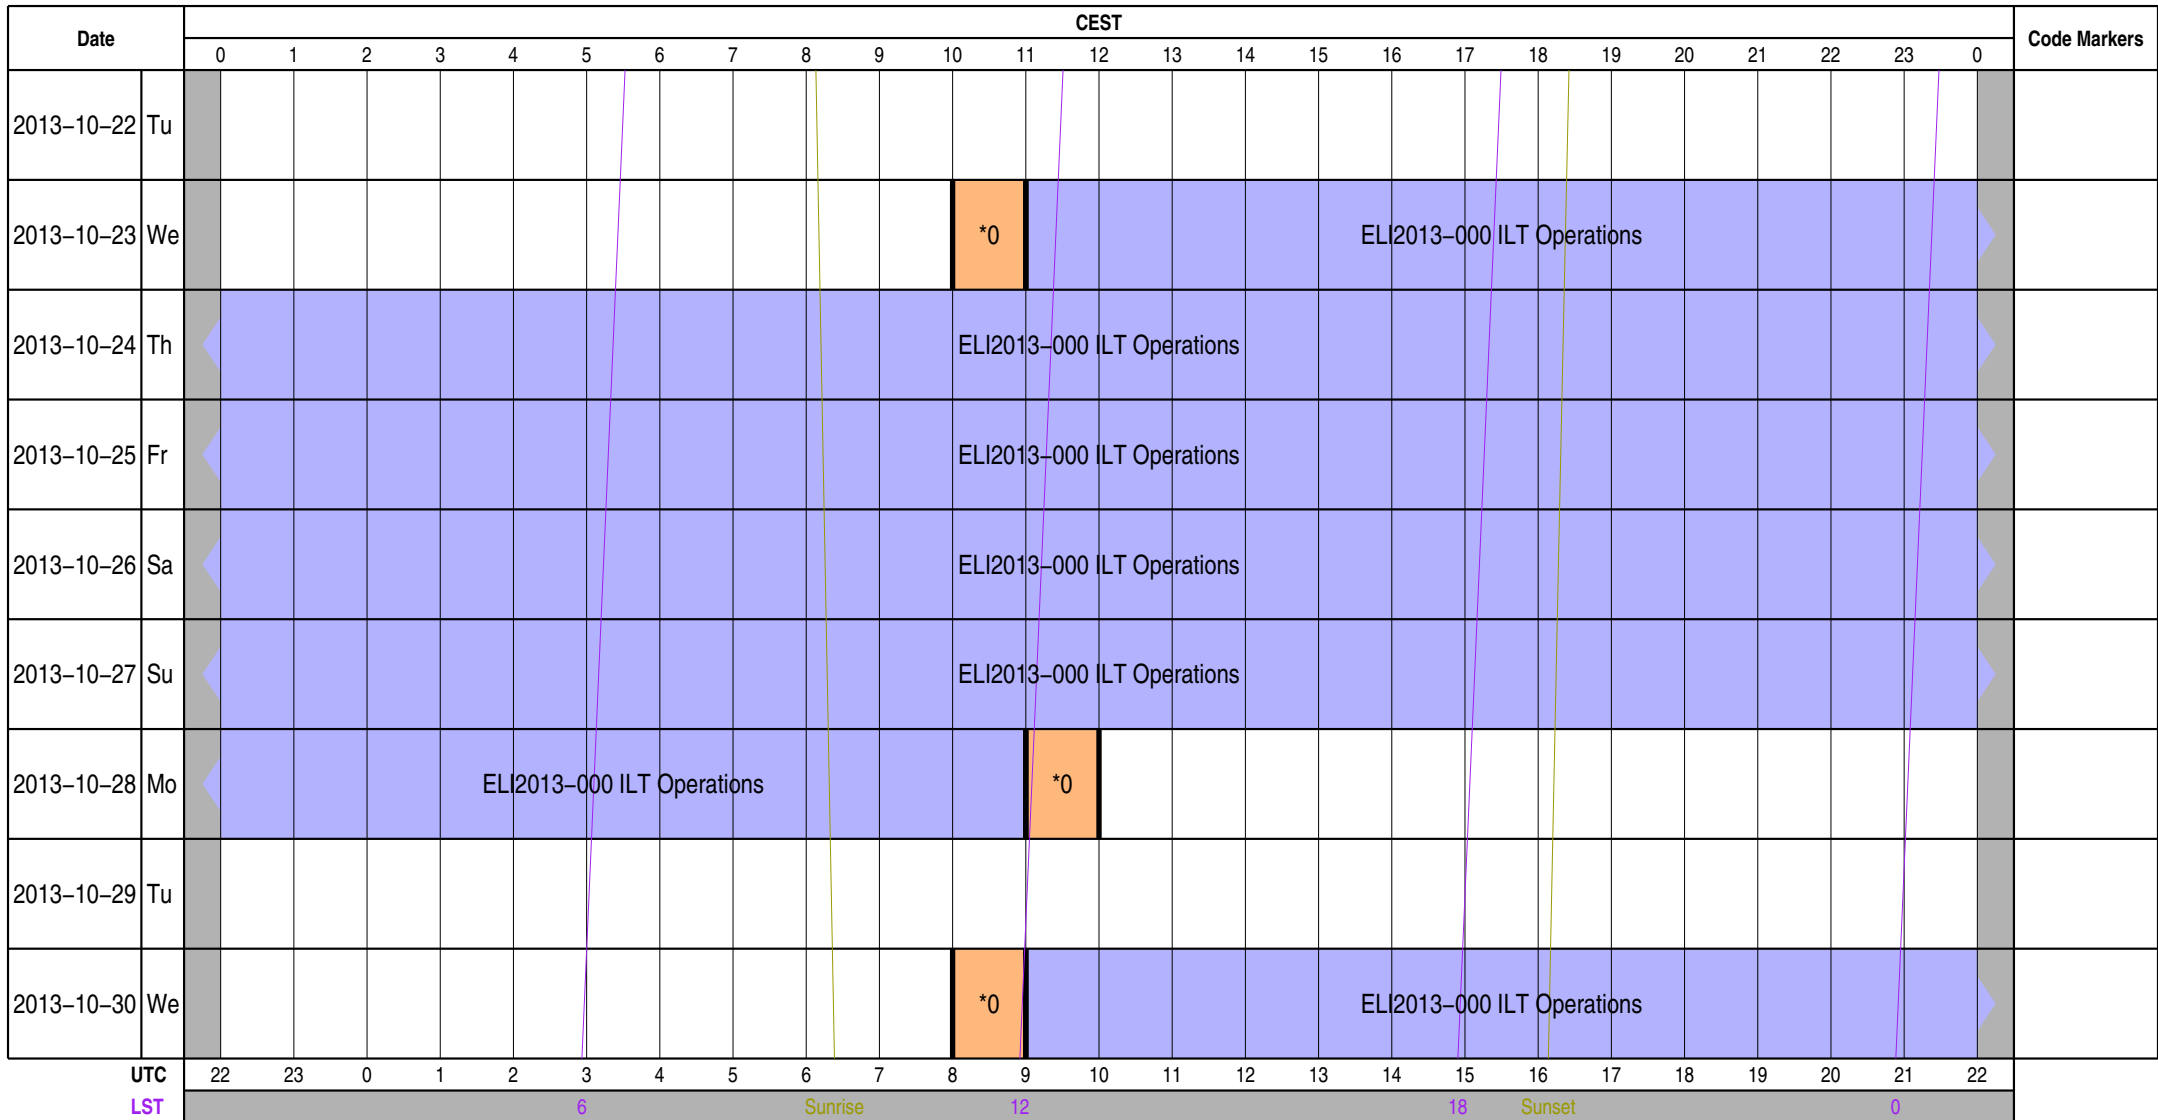 Date CEST Code Markers
0 1 2 3 4 5 6 7 8 9 10 11 12 13 14 15 16 17 18 19 20 21 22 23 0
2013–10–22 Tu
2013–10–23 We *0 ELI2013–000 ILT Operations
2013–10–24 Th ELI2013–000 ILT Operations
2013–10–25 Fr ELI2013–000 ILT Operations
2013–10–26 Sa ELI2013–000 ILT Operations
2013–10–27 Su ELI2013–000 ILT Operations
2013–10–28 Mo ELI2013–000 ILT Operations *0
2013–10–29 Tu
2013–10–30 We *0 ELI2013–000 ILT Operations
UTC 22 23 0 1 2 3 4 5 6 7 8 9 10 11 12 13 14 15 16 17 18 19 20 21 22
LST 6 Sunrise 12 18 Sunset 0